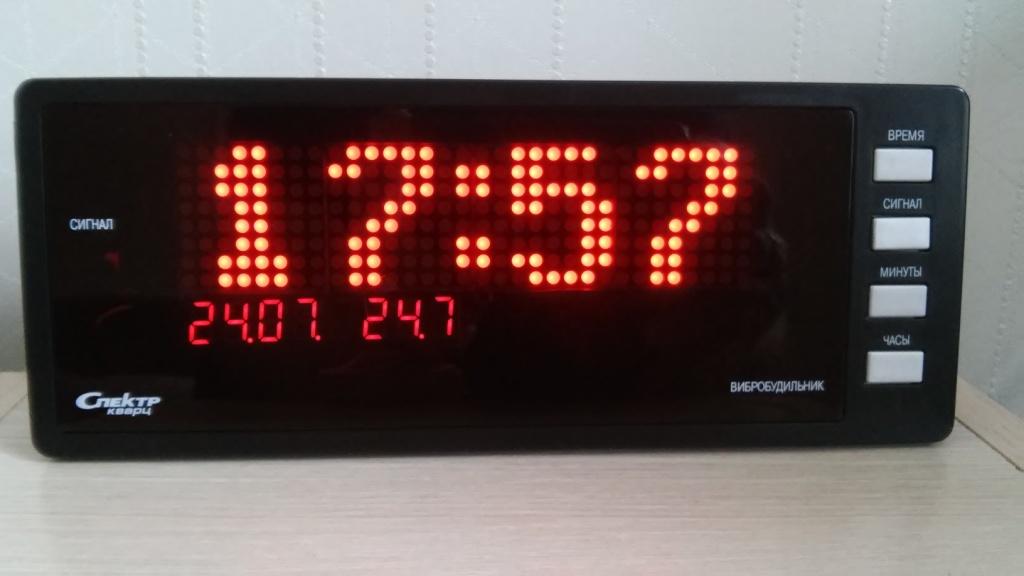 17:57
24.07. 24.7
СИГНАЛ
Спектр
кварц
ВИБРОБУДИЛЬНИК
ВРЕМЯ
СИГНАЛ
МИНУТЫ
ЧАСЫ